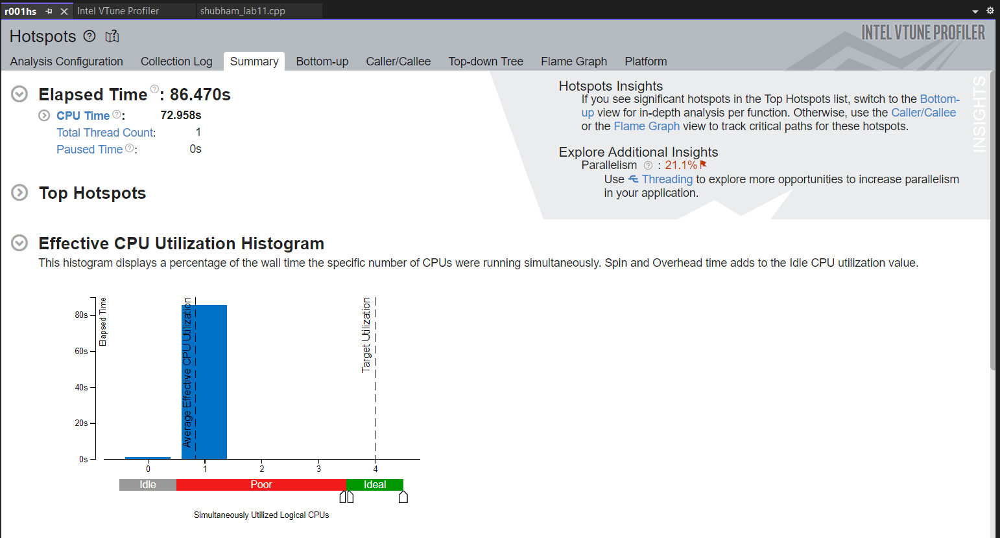 r001hs
Intel VTune Profiler
shubham_lab11.cpp
Hotspots ?
INTEL VTUNE PROFILER
Analysis Configuration Collection Log Summary Bottom-up Caller/Callee Top-down Tree Flame Graph Platform
Elapsed Time ? : 86.470s
CPU Time ? : 72.958s
Total Thread Count: 1
Paused Time ? : 0s
Hotspots Insights
If you see significant hotspots in the Top Hotspots list, switch to the Bottom-
up view for in-depth analysis per function. Otherwise, use the Caller/Callee
or the Flame Graph view to track critical paths for these hotspots.
Explore Additional Insights
Parallelism ? : 21.1%
Use Threading to explore more opportunities to increase parallelism
in your application.
INSIGHTS
Top Hotspots
Effective CPU Utilization Histogram
This histogram displays a percentage of the wall time the specific number of CPUs were running simultaneously. Spin and Overhead time adds to the Idle CPU utilization value.
Elapsed Time
80s
60s
40s
20s
0s
Average Effective CPU Utilization
Target Utilization
0 1 2 3 4
Idle Poor Ideal
Simultaneously Utilized Logical CPUs